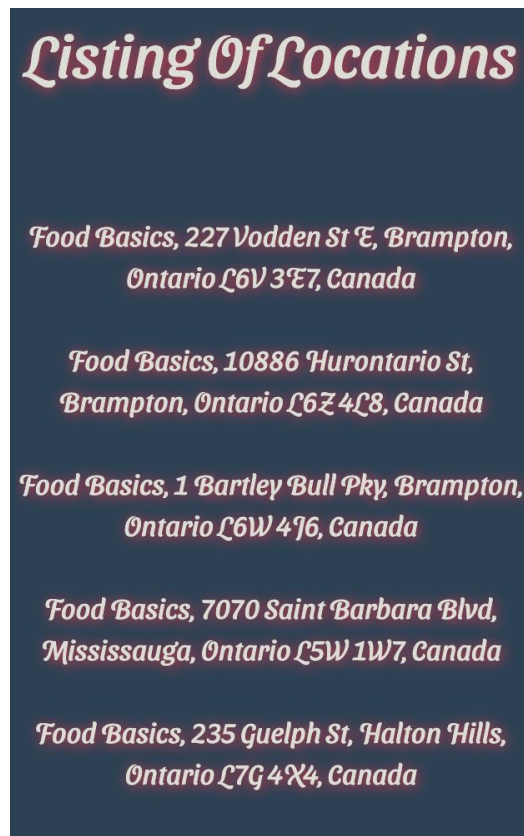 Listing Of Locations
Food Basics, 227 Vodden St E, Brampton,
Ontario L6V 3E7, Canada
Food Basics, 10886 Hurontario St,
Brampton, Ontario L6Z 4L8, Canada
Food Basics, 1 Bartley Bull Pky, Brampton,
Ontario L6W 4J6, Canada
Food Basics, 7070 Saint Barbara Blvd,
Mississauga, Ontario L5W 1W7, Canada
Food Basics, 235 Guelph St, Halton Hills,
Ontario L7G 4X4, Canada